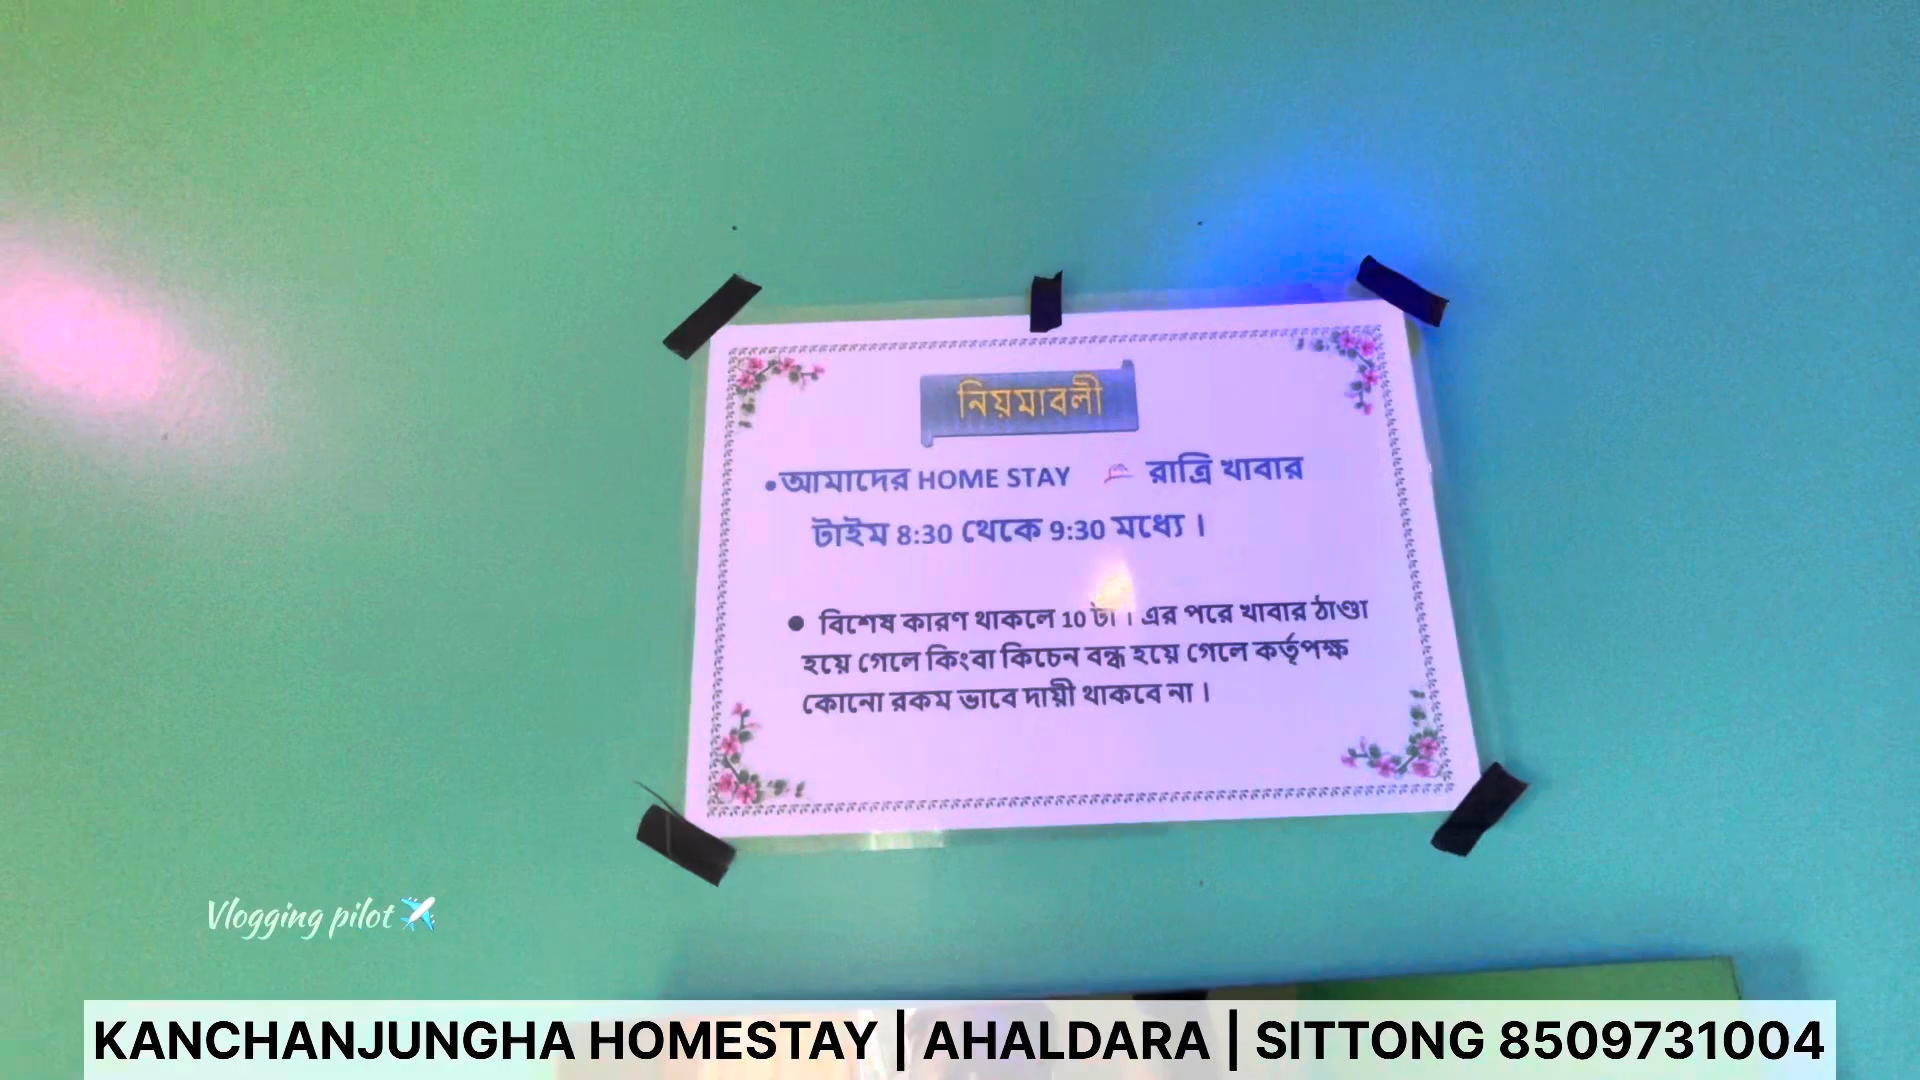 নিয়মাবলী
•আমাদের HOME STAY রাত্রি খাবার
টাইম 8:30 থেকে 9:30 মধ্যে ।
● বিশেষ কারণ থাকলে 10 টা । এর পরে খাবার ঠাণ্ডা
হয়ে গেলে কিংবা কিচেন বন্ধ হয়ে গেলে কর্তৃপক্ষ
কোনো রকম ভাবে দায়ী থাকবে না ।
Vlogging pilot ✈️
KANCHANJUNGHA HOMESTAY | AHALDARA | SITTONG 8509731004